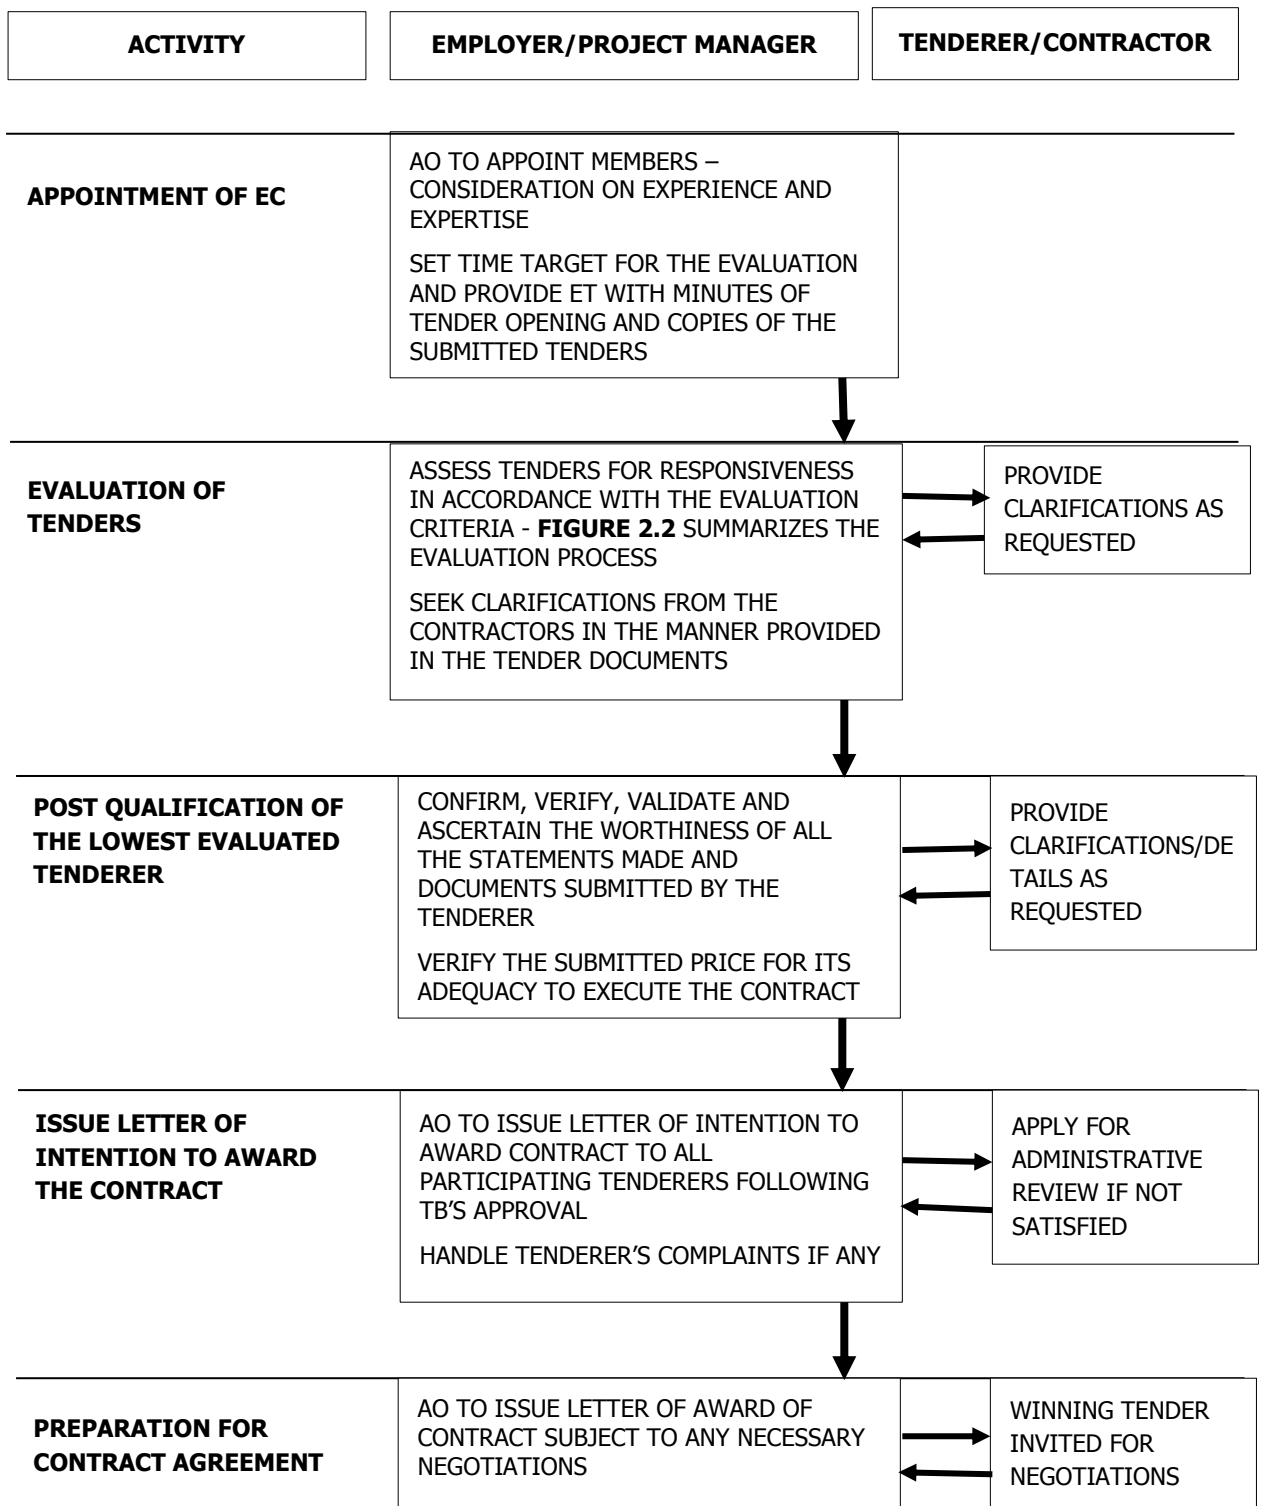 ACTIVITY
EMPLOYER/PROJECT MANAGER
TENDERER/CONTRACTOR
APPOINTMENT OF EC
AO TO APPOINT MEMBERS –
CONSIDERATION ON EXPERIENCE AND
EXPERTISE
SET TIME TARGET FOR THE EVALUATION
AND PROVIDE ET WITH MINUTES OF
TENDER OPENING AND COPIES OF THE
SUBMITTED TENDERS
EVALUATION OF
TENDERS
ASSESS TENDERS FOR RESPONSIVENESS
IN ACCORDANCE WITH THE EVALUATION
CRITERIA - FIGURE 2.2 SUMMARIZES THE
EVALUATION PROCESS
SEEK CLARIFICATIONS FROM THE
CONTRACTORS IN THE MANNER PROVIDED
IN THE TENDER DOCUMENTS
PROVIDE
CLARIFICATIONS AS
REQUESTED
POST QUALIFICATION OF
THE LOWEST EVALUATED
TENDERER
CONFIRM, VERIFY, VALIDATE AND
ASCERTAIN THE WORTHINESS OF ALL
THE STATEMENTS MADE AND
DOCUMENTS SUBMITTED BY THE
TENDERER
VERIFY THE SUBMITTED PRICE FOR ITS
ADEQUACY TO EXECUTE THE CONTRACT
PROVIDE
CLARIFICATIONS/DE
TAILS AS
REQUESTED
ISSUE LETTER OF
INTENTION TO AWARD
THE CONTRACT
AO TO ISSUE LETTER OF INTENTION TO
AWARD CONTRACT TO ALL
PARTICIPATING TENDERERS FOLLOWING
TB’S APPROVAL
HANDLE TENDERER’S COMPLAINTS IF ANY
APPLY FOR
ADMINISTRATIVE
REVIEW IF NOT
SATISFIED
PREPARATION FOR
CONTRACT AGREEMENT
AO TO ISSUE LETTER OF AWARD OF
CONTRACT SUBJECT TO ANY NECESSARY
NEGOTIATIONS
WINNING TENDER
INVITED FOR
NEGOTIATIONS